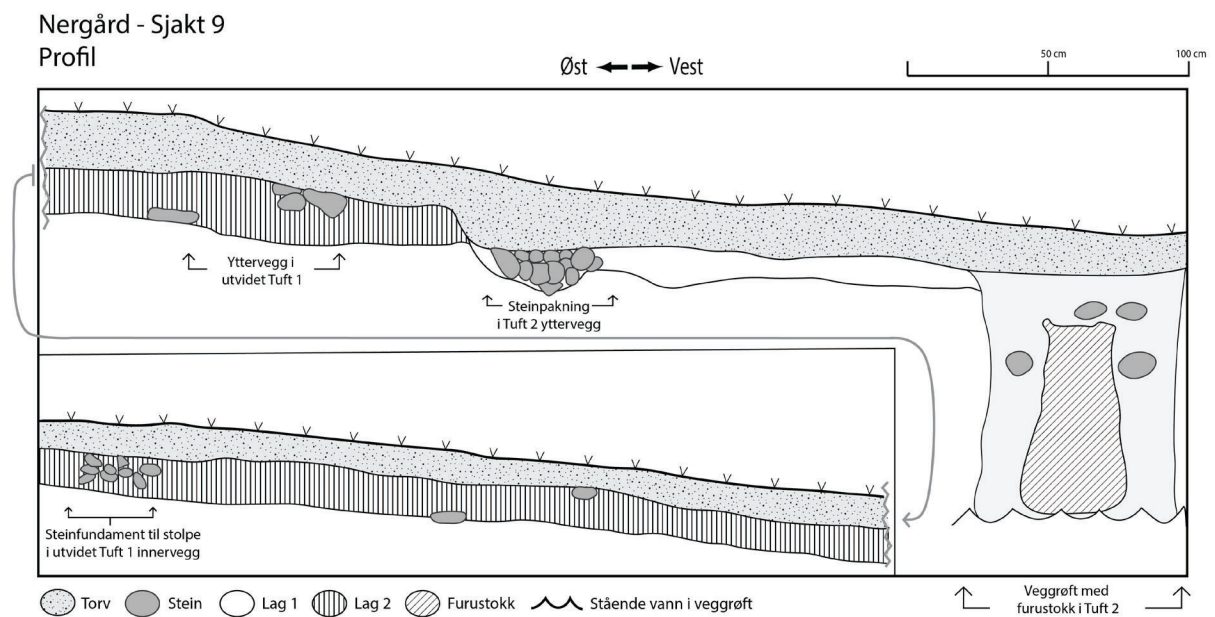 Nergård - Sjakt 9
Profil
Øst Vest
50 cm
100 cm
Yttervegg i
utvidet Tuft 1
Steinpakning
i Tuft 2 yttervegg
Steinfundament til stolpe
i utvidet Tuft 1 innervegg
Veggrøft med
furustokk i Tuft 2
Torv Stein Lag 1 Lag 2 Furustokk Stående vann i veggrøft